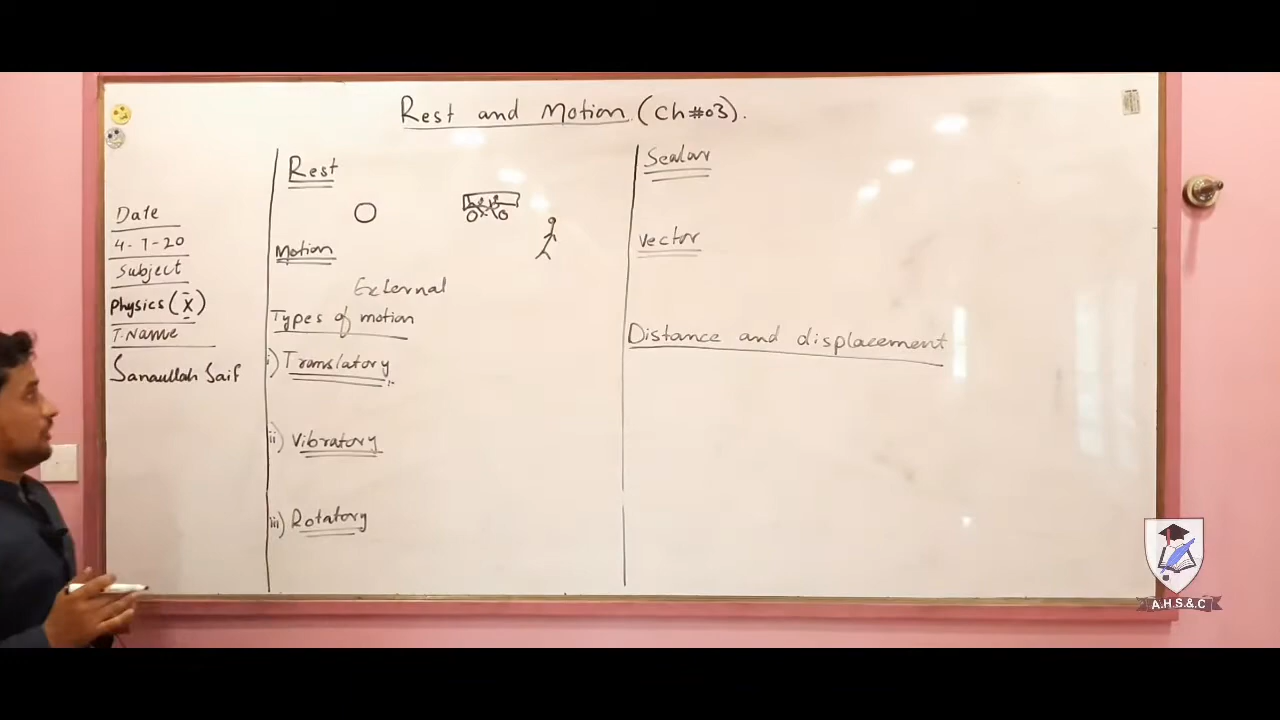 Rest and Motion (Ch#03).
Date
4-7-20
Subject
Physics (X)
T.Name
Sanaullah Saif
Rest
Motion
External
Types of motion
i) Translatory
ii) Vibratory
iii) Rotatory
Scalar
Vector
Distance and displacement
A.H.S.& C